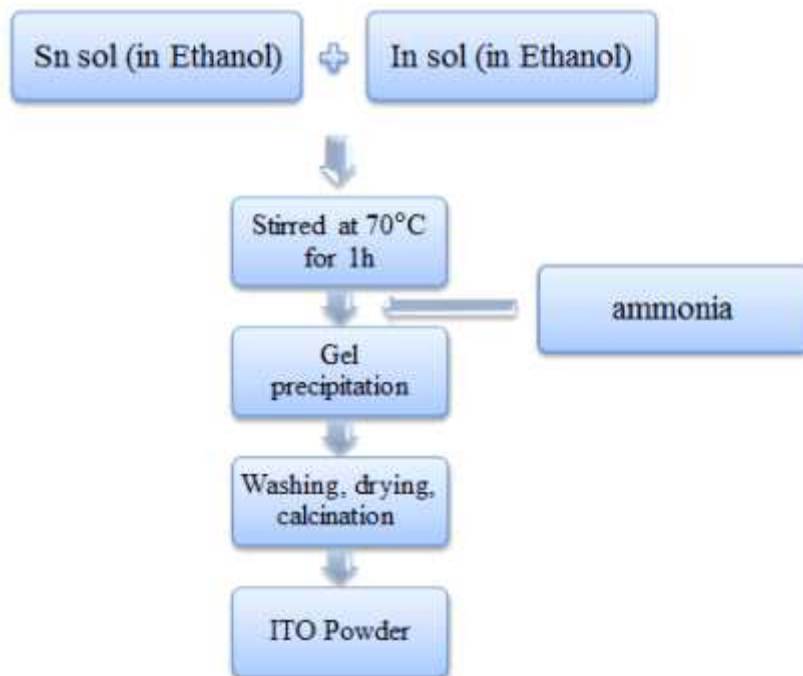 Sn sol (in Ethanol)
In sol (in Ethanol)
Stirred at 70°C
for 1h
ammonia
Gel
precipitation
Washing, drying,
calcination
ITO Powder